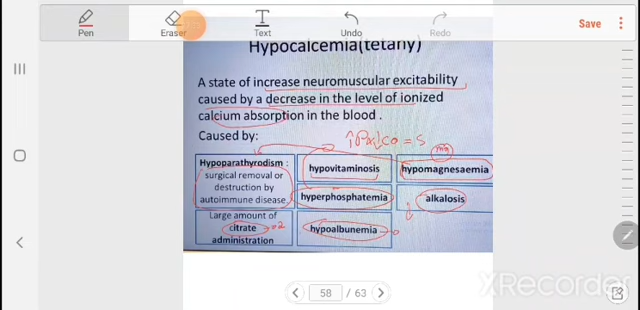 Pen
Eraser
Text
Undo
Redo
Save
Hypocalcemia(tetany)
A state of increase neuromuscular excitability
caused by a decrease in the level of ionized
calcium absorption in the blood .
Caused by:
Hypoparathyrodism :
surgical removal or
destruction by
autoimmune disease,
hypovitaminosis
mg
hypomagnesaemia
hyperphosphatemia
alkalosis
Large amount of
citrate
administration
hypoalbunemia
58 / 63
XRecorder